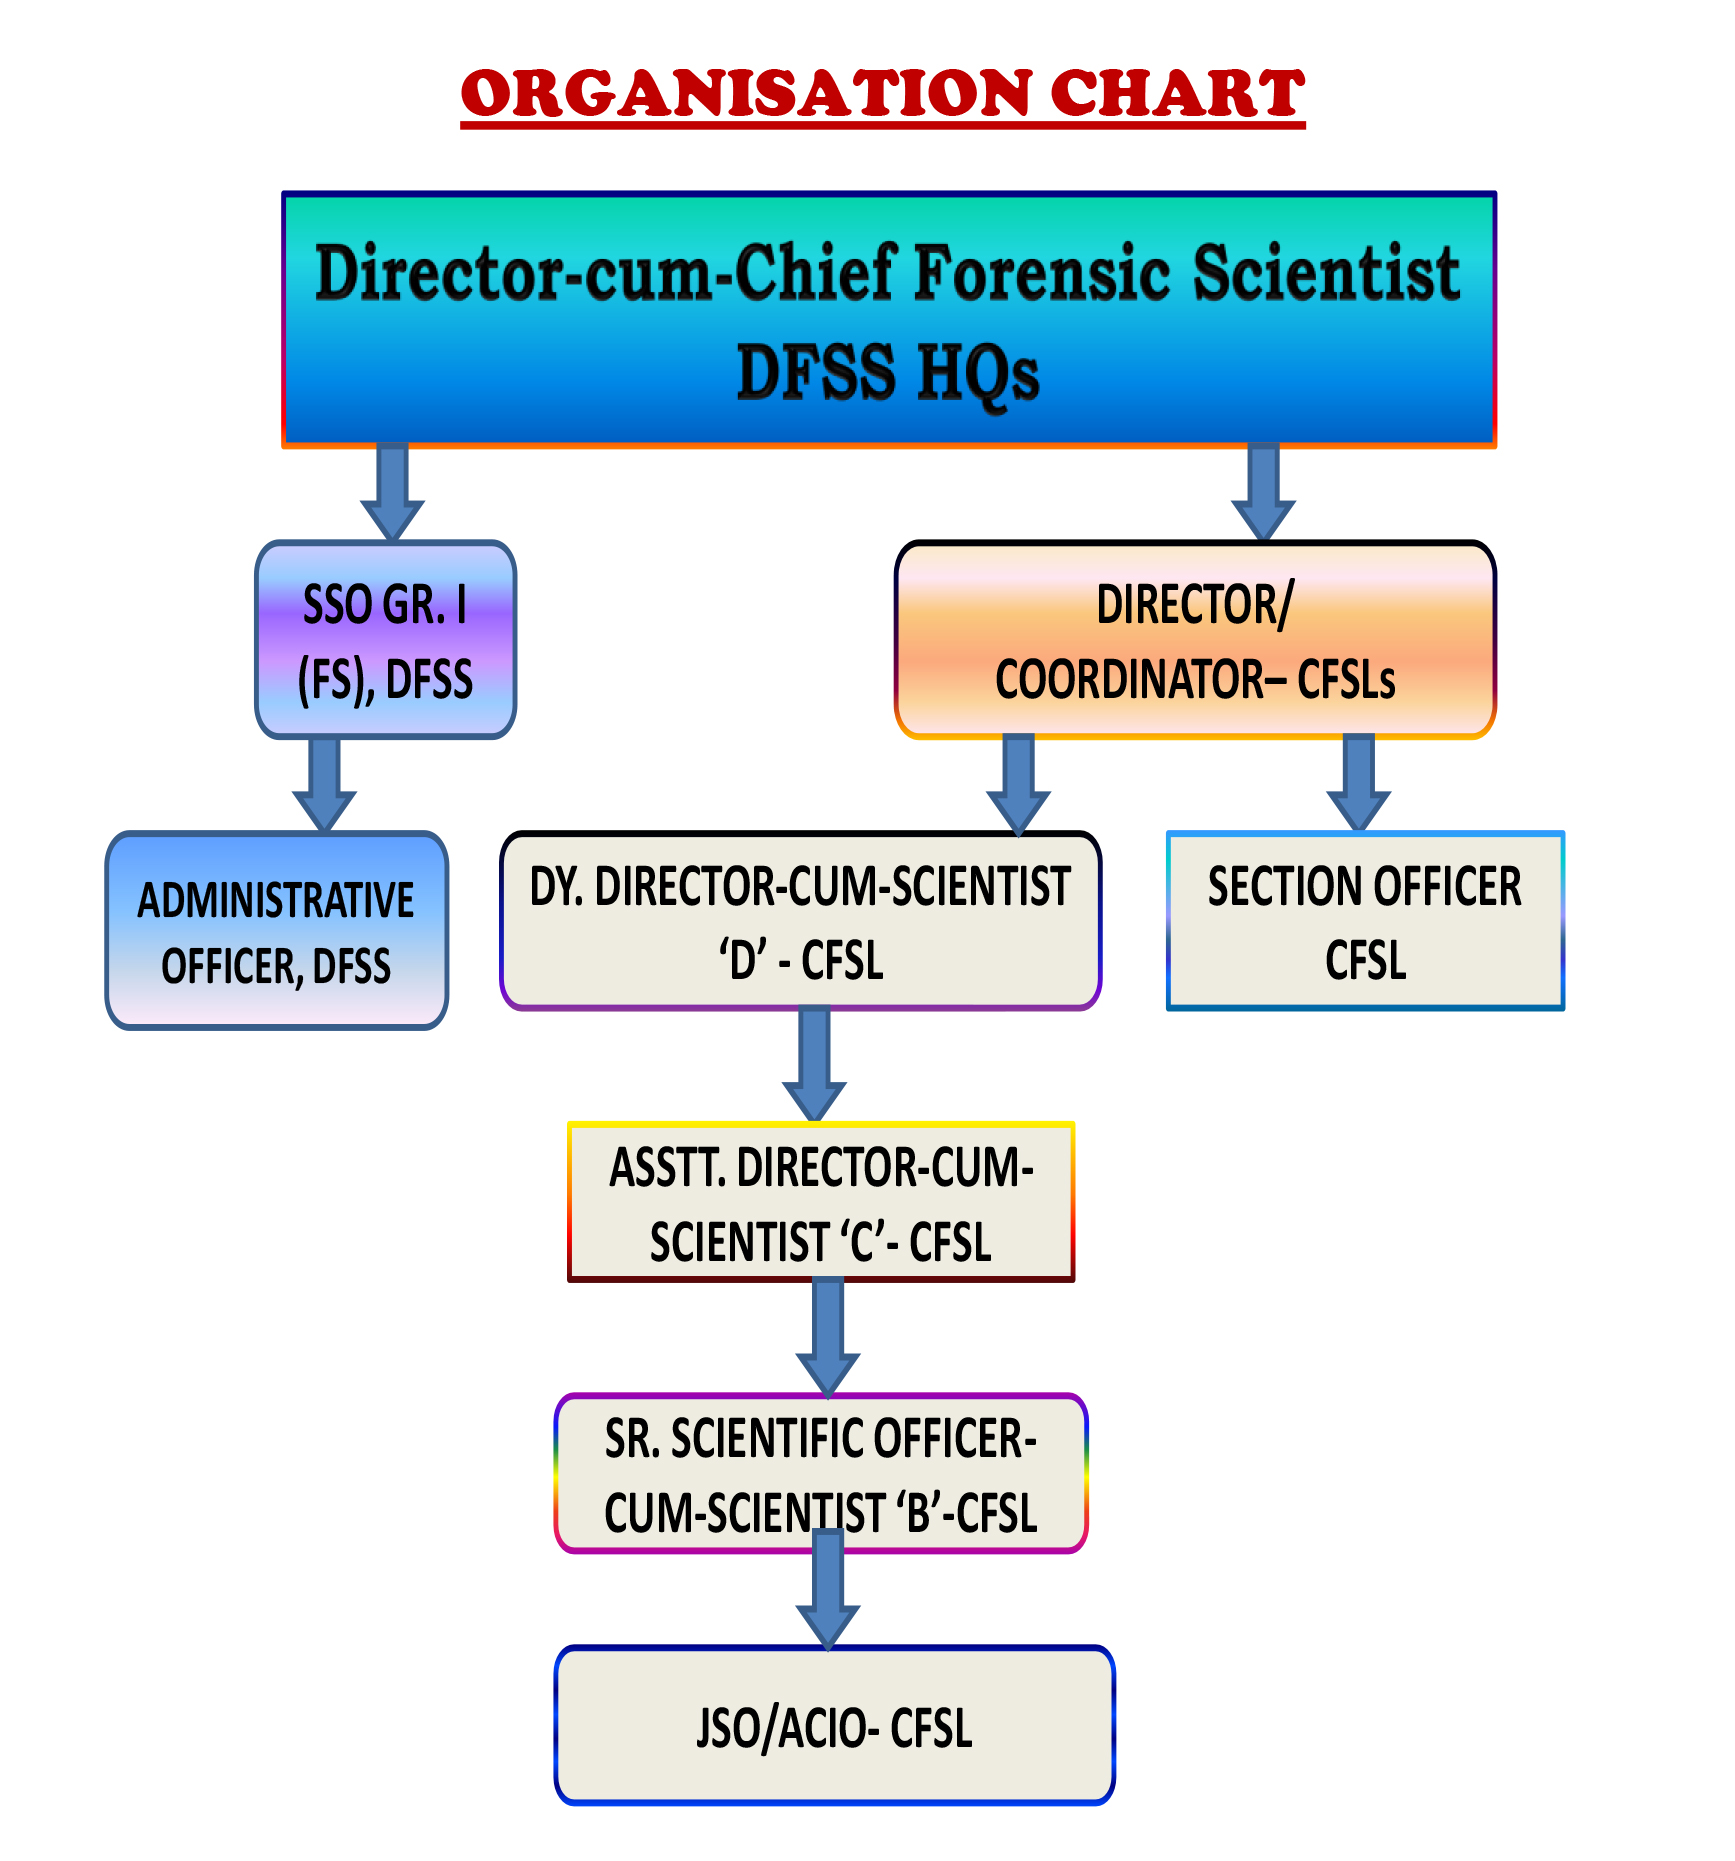 ORGANISATION CHART
Director-cum-Chief Forensic Scientist
DFSS HQs
SSO GR. I
(FS), DFSS
DIRECTOR/
COORDINATOR– CFSLs
ADMINISTRATIVE
OFFICER, DFSS
DY. DIRECTOR-CUM-SCIENTIST
‘D’ - CFSL
SECTION OFFICER
CFSL
ASSTT. DIRECTOR-CUM-
SCIENTIST ‘C’- CFSL
SR. SCIENTIFIC OFFICER-
CUM-SCIENTIST ‘B’-CFSL
JSO/ACIO- CFSL